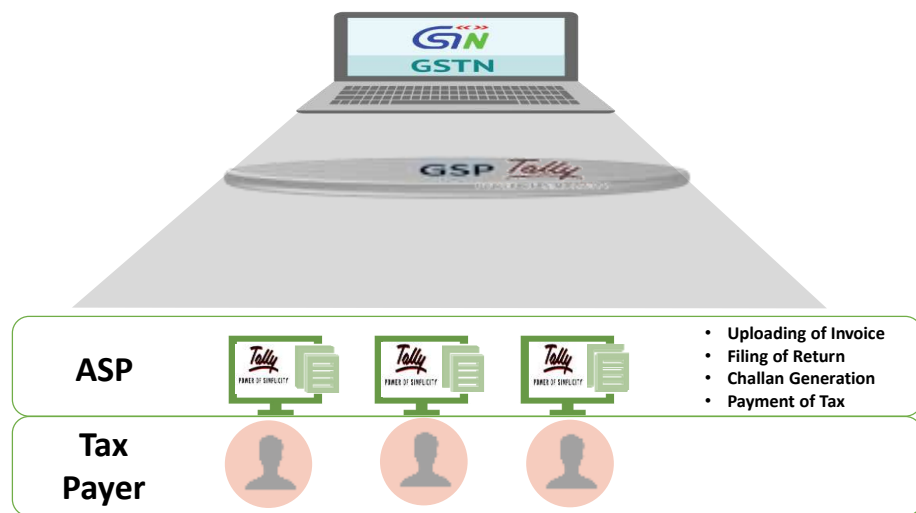 GSTN
GSTN
GSP Tally
ASP
Tally
POWER OF SIMPLICITY
Tally
POWER OF SIMPLICITY
Tally
POWER OF SIMPLICITY
• Uploading of Invoice
• Filing of Return
• Challan Generation
• Payment of Tax
Tax
Payer